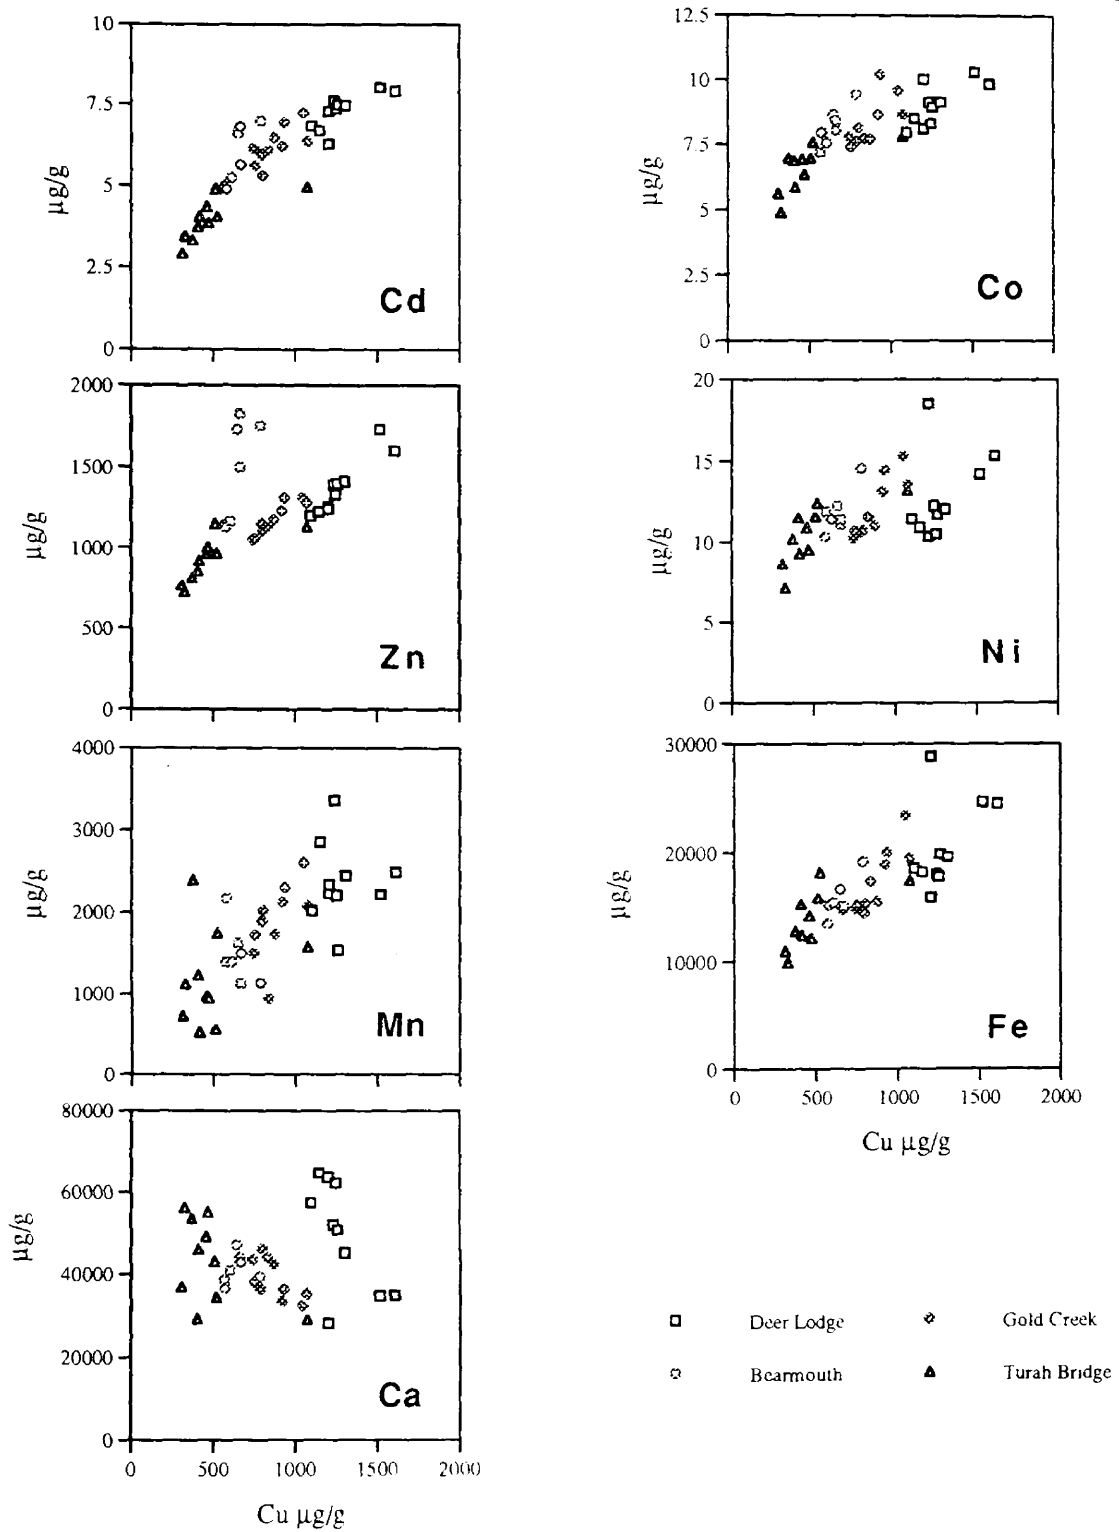 10
7.5
5
2.5
0
µg/g
Cd
12.5
10
7.5
5
2.5
0
µg/g
Co
2000
1500
1000
500
0
µg/g
Zn
20
15
10
5
0
µg/g
Ni
4000
3000
2000
1000
0
µg/g
Mn
30000
20000
10000
0
µg/g
Fe
0 500 1000 1500 2000
Cu µg/g
80000
60000
40000
20000
0
µg/g
Ca
0 500 1000 1500 2000
Cu µg/g
Deer Lodge
Gold Creek
Bearmouth
Turah Bridge